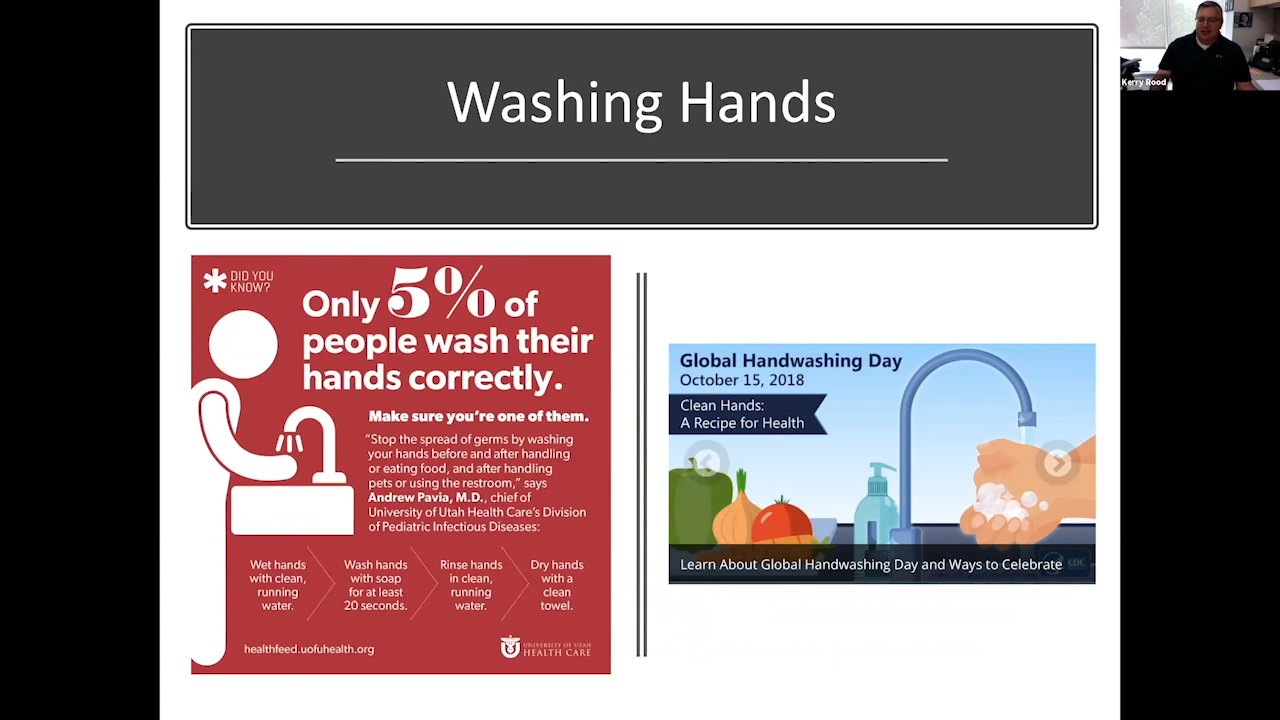 Washing Hands
Kerry Rood
DID YOU
KNOW?
Only 5% of
people wash their
hands correctly.
Make sure you're one of them.
"Stop the spread of germs by washing
your hands before and after handling
or eating food, and after handling
pets or using the restroom," says
Andrew Pavia, M.D., chief of
University of Utah Health Care's Division
of Pediatric Infectious Diseases:
Wet hands
with clean,
running
water.
Wash hands
with soap
for at least
20 seconds.
Rinse hands
in clean,
running
water.
Dry hands
with a
clean
towel.
healthfeed.uofuhealth.org
UNIVERSITY OF UTAH
HEALTH CARE
Global Handwashing Day
October 15, 2018
Clean Hands:
A Recipe for Health
Learn About Global Handwashing Day and Ways to Celebrate
CDC